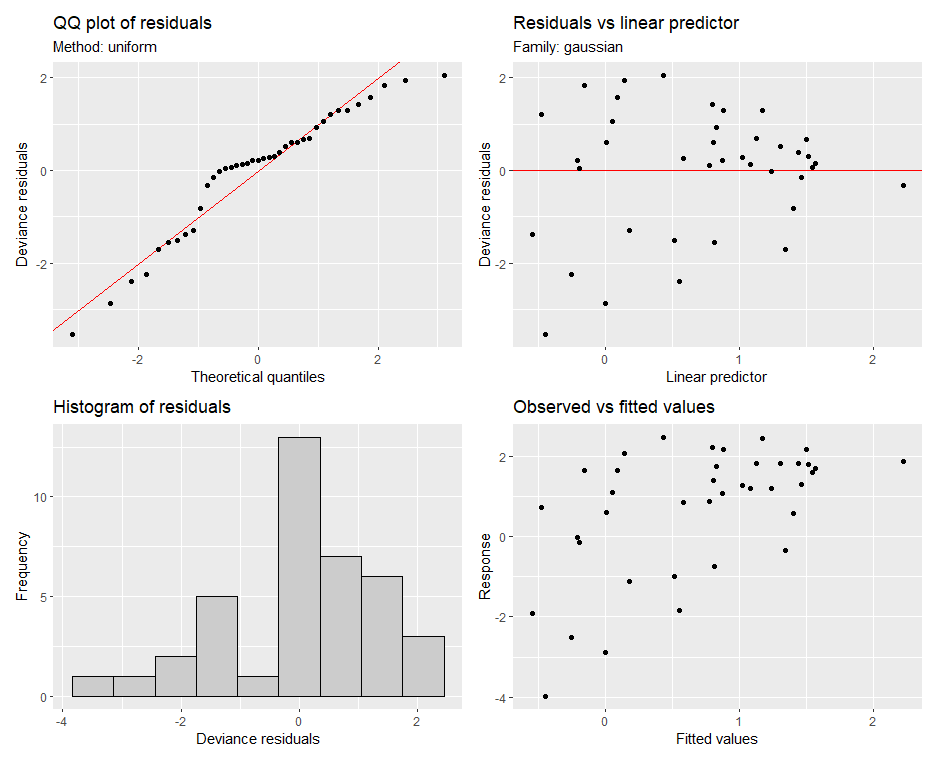 QQ plot of residuals
Method: uniform
2
0
-2
Deviance residuals
-2
0
2
Theoretical quantiles
Residuals vs linear predictor
Family: gaussian
2
0
-2
Deviance residuals
0
1
2
Linear predictor
Histogram of residuals
10
5
0
Frequency
-4
-2
0
2
Deviance residuals
Observed vs fitted values
2
0
-2
-4
Response
0
1
2
Fitted values